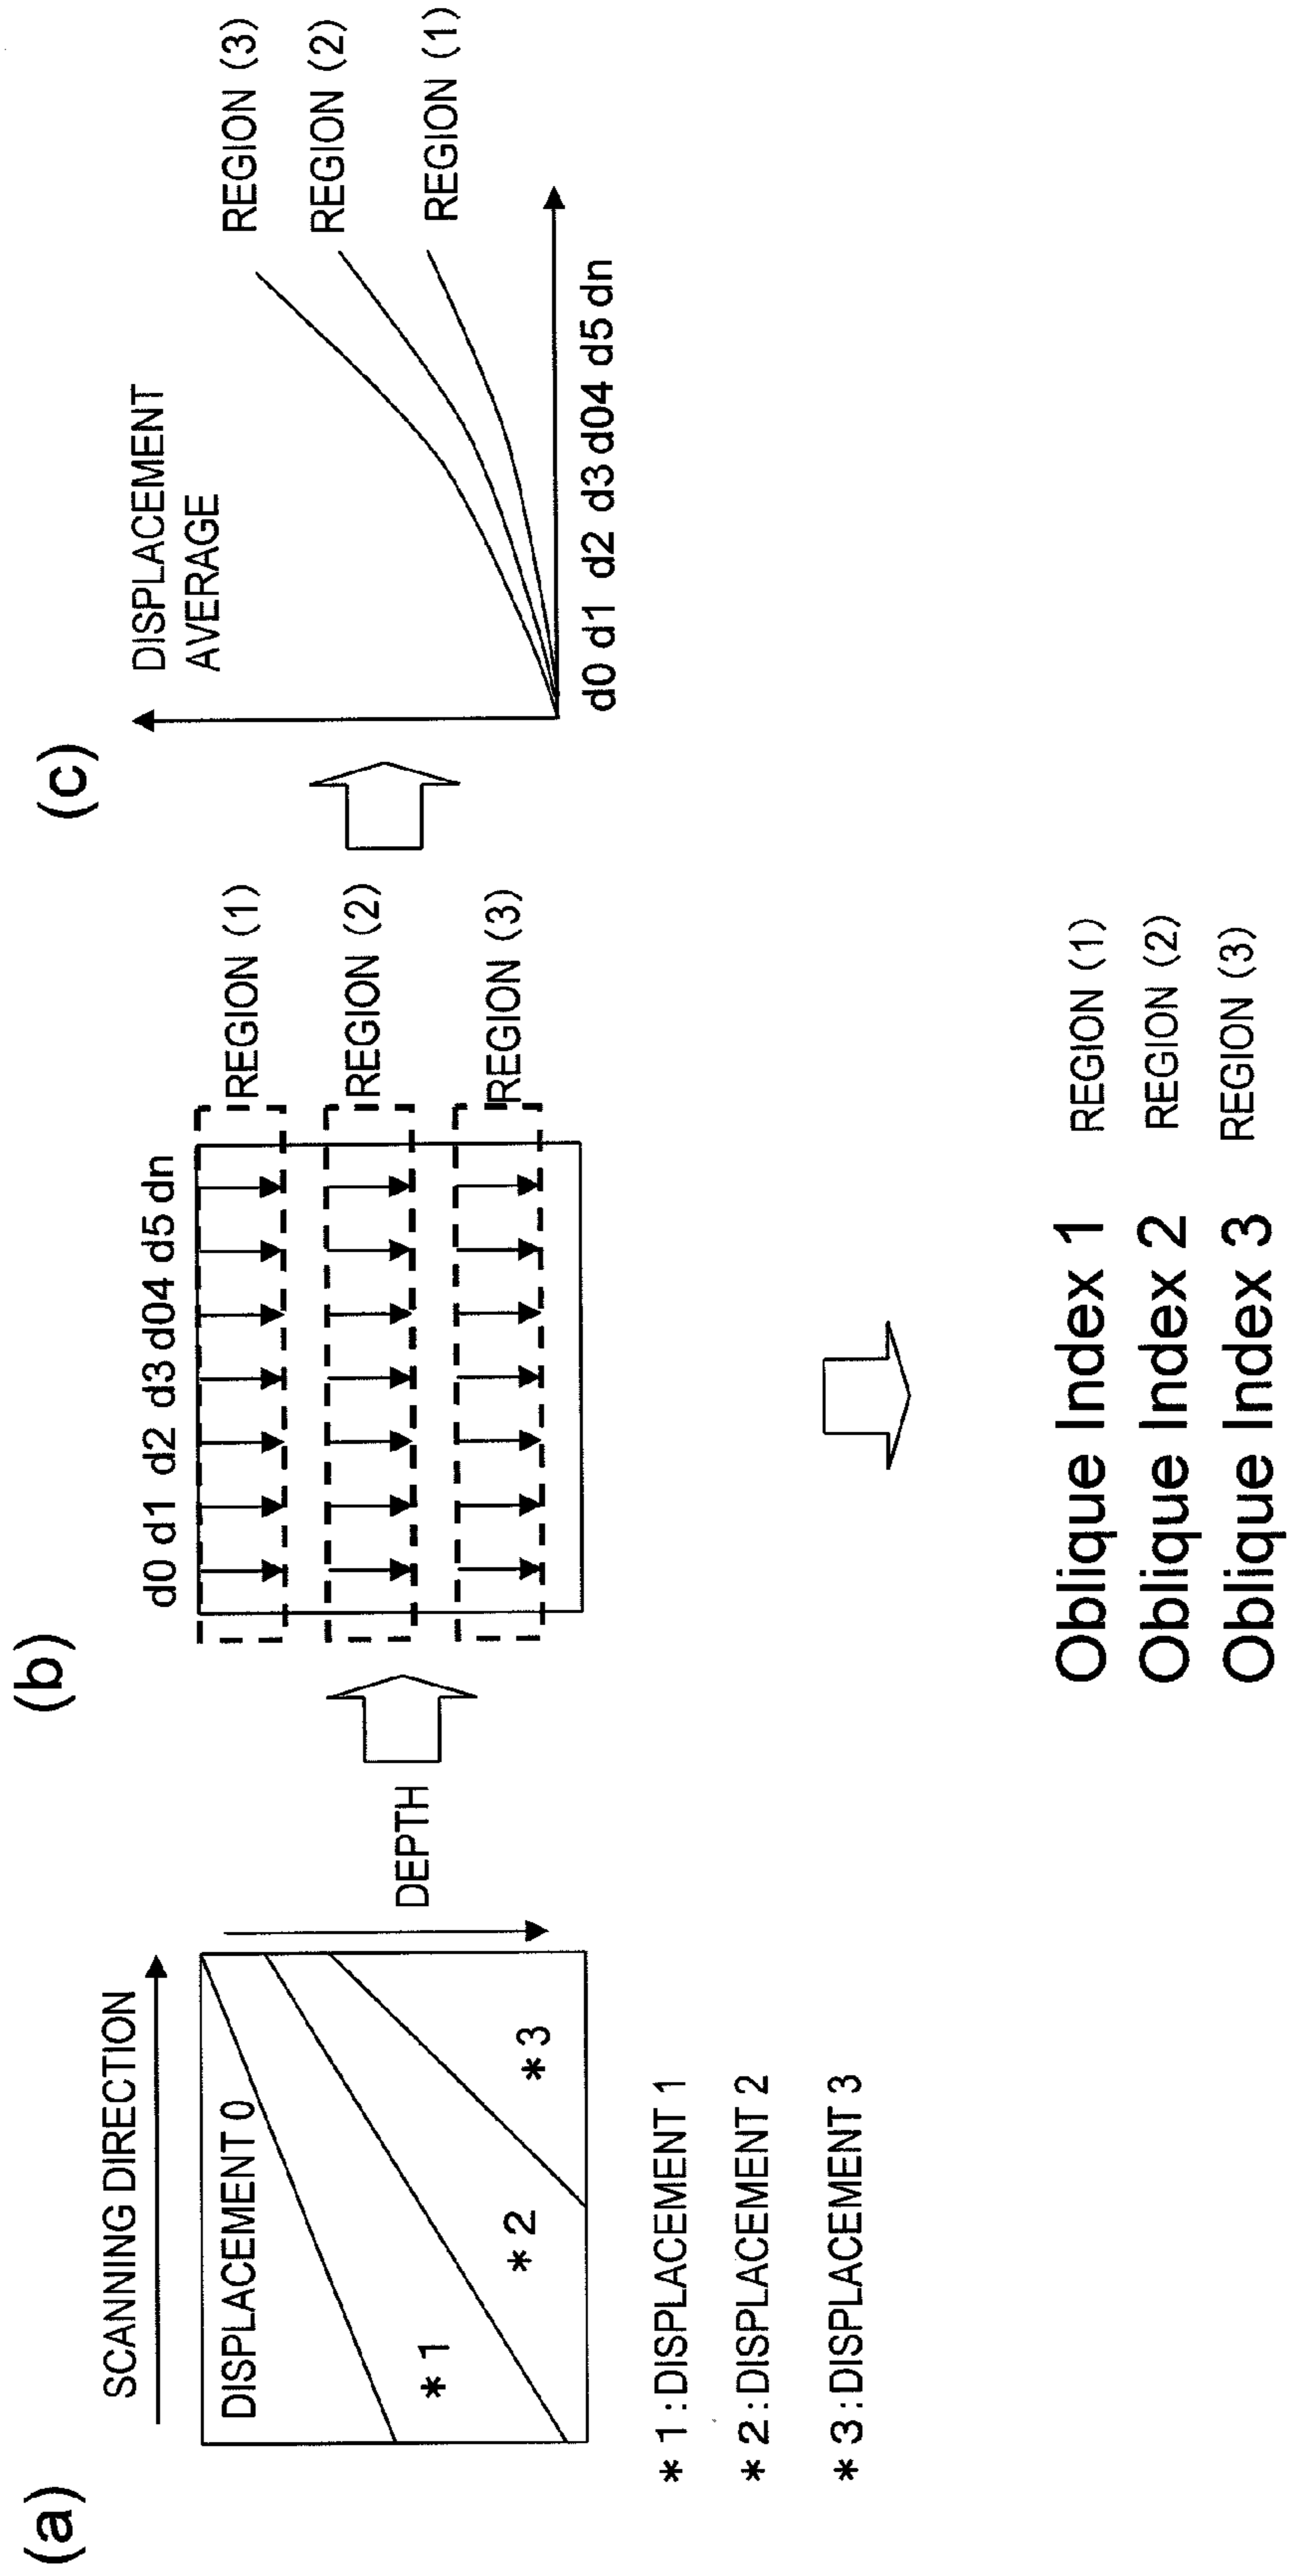 (a)
SCANNING DIRECTION
DISPLACEMENT 0
*1
*2
*3
DEPTH
*1:DISPLACEMENT 1
*2:DISPLACEMENT 2
*3:DISPLACEMENT 3
(b)
d0 d1 d2 d3 d04 d5 dn
REGION (1)
REGION (2)
REGION (3)
(c)
DISPLACEMENT
AVERAGE
REGION (3)
REGION (2)
REGION (1)
d0 d1 d2 d3 d04 d5 dn
Oblique Index 1 REGION (1)
Oblique Index 2 REGION (2)
Oblique Index 3 REGION (3)